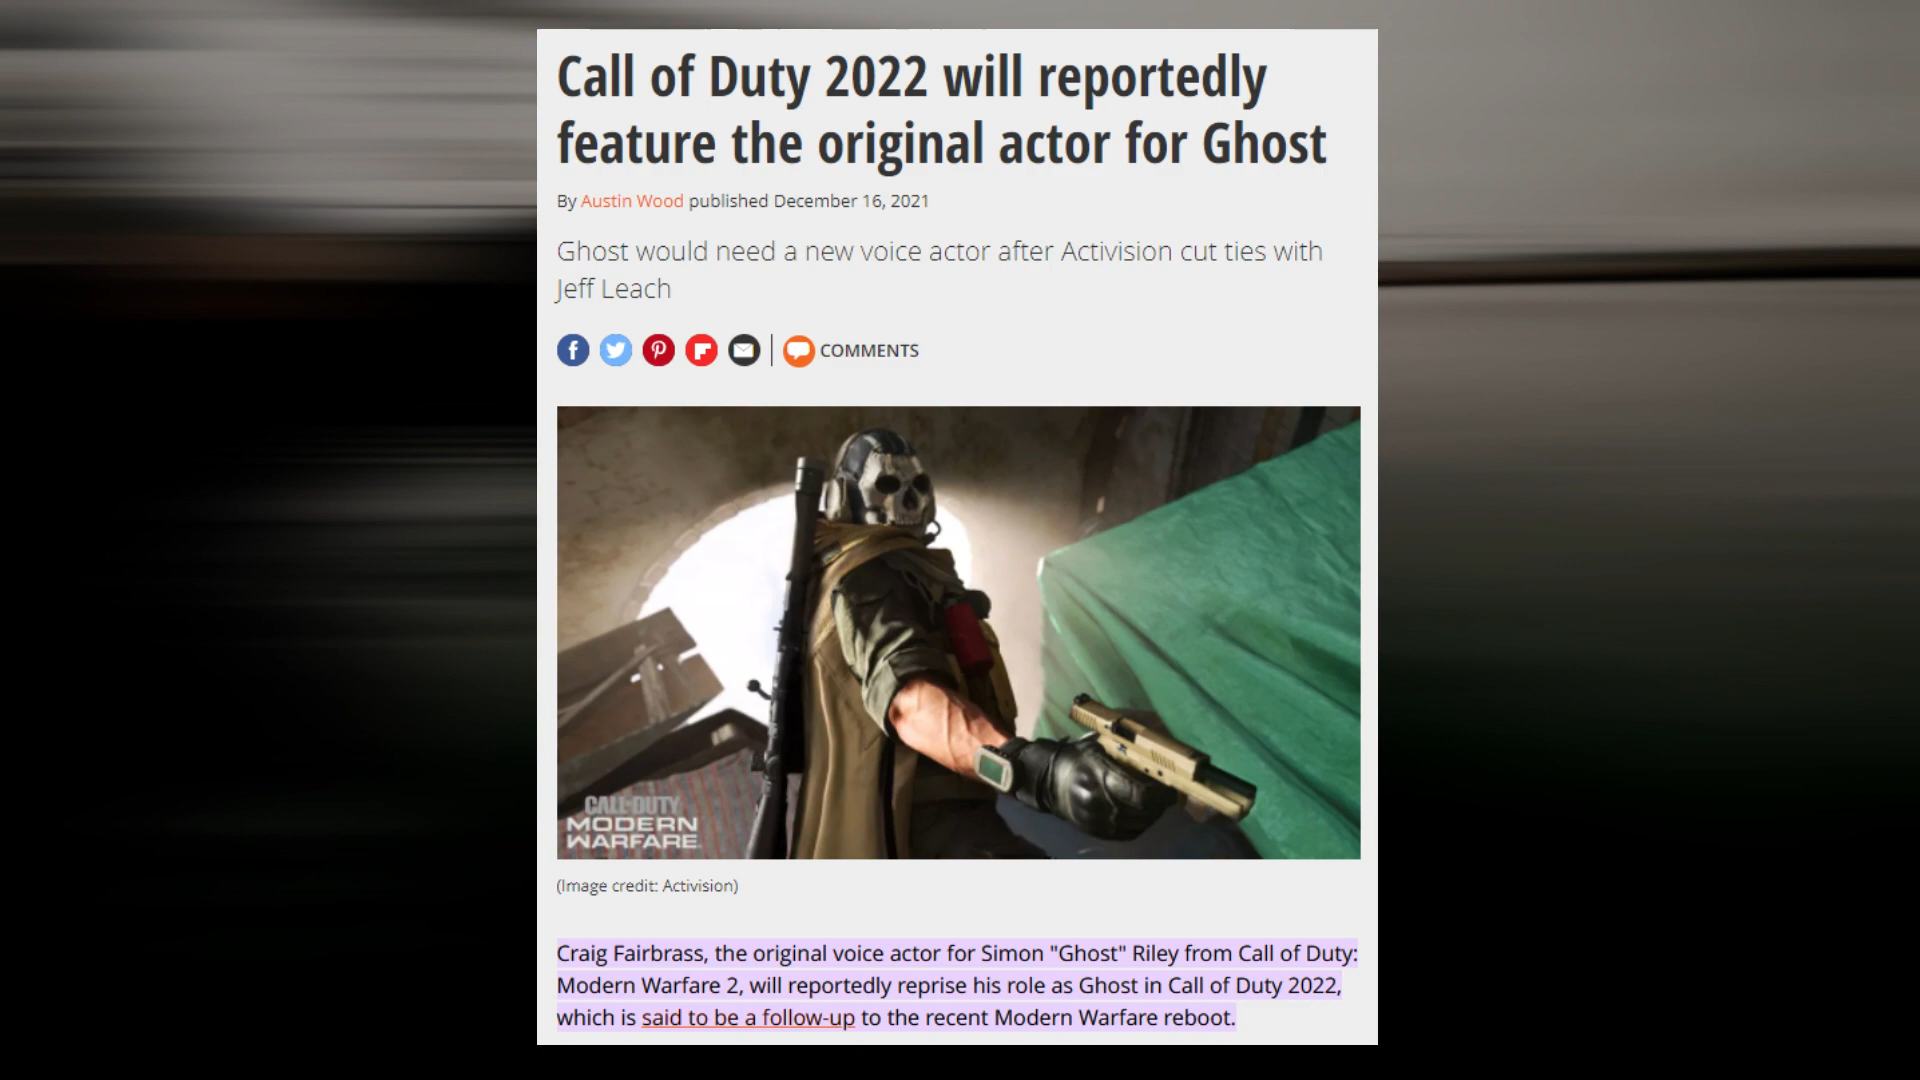 Call of Duty 2022 will reportedly
feature the original actor for Ghost
By Austin Wood published December 16, 2021
Ghost would need a new voice actor after Activision cut ties with
Jeff Leach
COMMENTS
CALL OF DUTY
MODERN
WARFARE
(Image credit: Activision)
Craig Fairbrass, the original voice actor for Simon "Ghost" Riley from Call of Duty:
Modern Warfare 2, will reportedly reprise his role as Ghost in Call of Duty 2022,
which is said to be a follow-up to the recent Modern Warfare reboot.